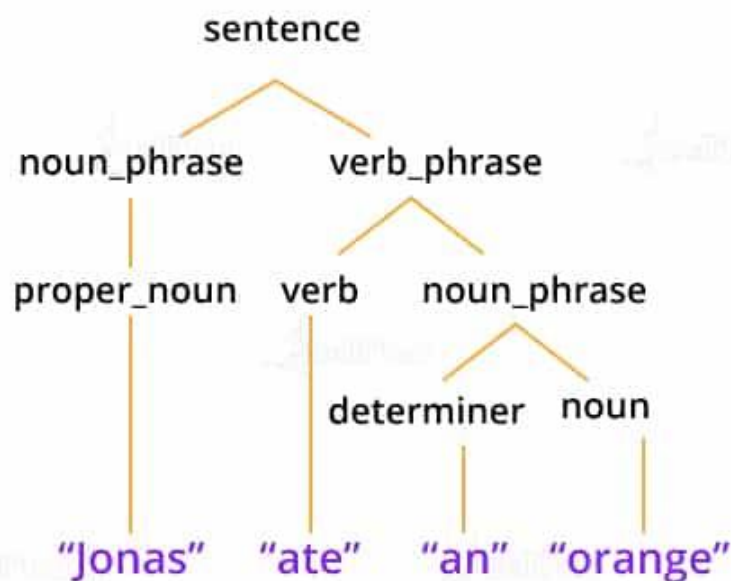 sentence
noun_phrase verb_phrase
proper_noun verb noun_phrase
determiner noun
“Jonas” “ate” “an” “orange”